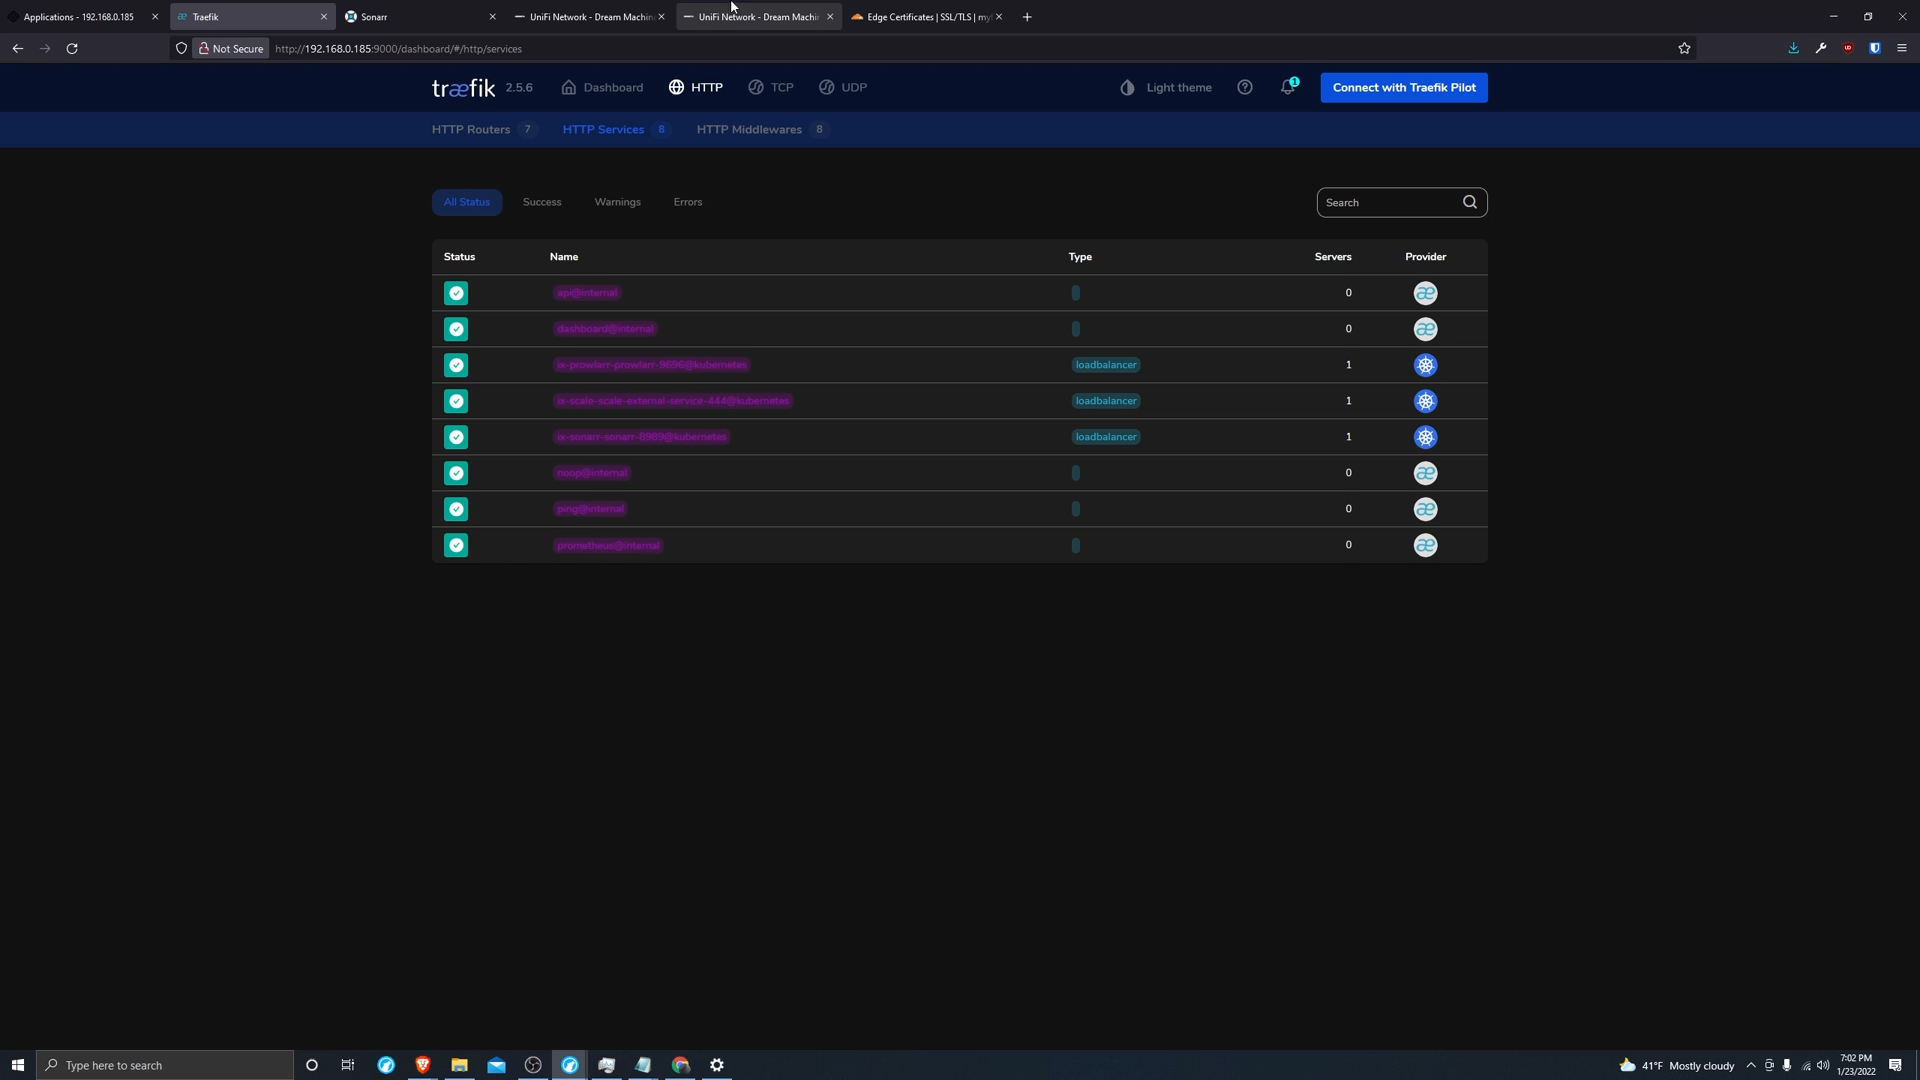 Applications - 192.168.0.185
Traefik
Sonarr
UniFi Network - Dream Machin
UniFi Network - Dream Machi
Edge Certificates | SSL/TLS | my
Not Secure
http://192.168.0.185:9000/dashboard/#/http/services
træfik 2.5.6 Dashboard HTTP TCP UDP Light theme 1 Connect with Traefik Pilot
HTTP Routers 7 HTTP Services 8 HTTP Middlewares 8
All Status Success Warnings Errors Search
Status Name Type Servers Provider
api@internal 0
dashboard@internal 0
ix-prowlarr-prowlarr-9696@kubernetes loadbalancer 1
ix-scale-scale-external-service-444@kubernetes loadbalancer 1
ix-sonarr-sonarr-8989@kubernetes loadbalancer 1
noop@internal 0
ping@internal 0
prometheus@internal 0
Type here to search
41°F Mostly cloudy
7:02 PM
1/23/2022